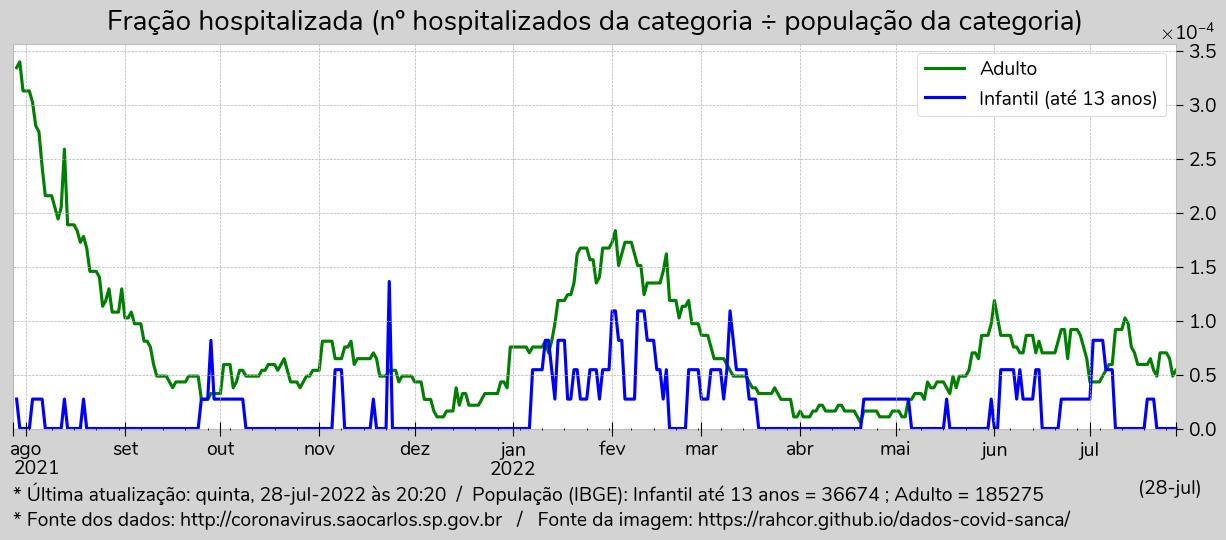 Fração hospitalizada (nº hospitalizados da categoria ÷ população da categoria)
×10⁻⁴
Adulto
Infantil (até 13 anos)
3.5
3.0
2.5
2.0
1.5
1.0
0.5
0.0
ago set out nov dez jan fev mar abr mai jun jul
2021 2022
(28-jul)
* Última atualização: quinta, 28-jul-2022 às 20:20 / População (IBGE): Infantil até 13 anos = 36674 ; Adulto = 185275
* Fonte dos dados: http://coronavirus.saocarlos.sp.gov.br / Fonte da imagem: https://rahcor.github.io/dados-covid-sanca/